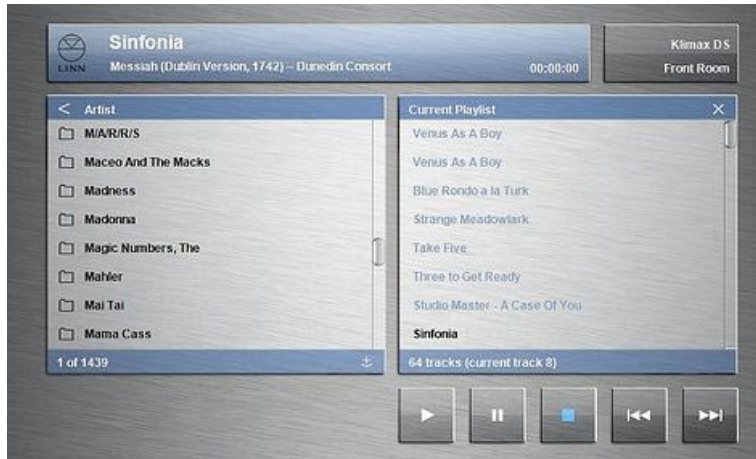 Sinfonia
LINN
Messiah (Dublin Version, 1742) – Dunedin Consort
00:00:00
Klimax DS
Front Room
< Artist
M/A/R/R/S
Maceo And The Macks
Madness
Madonna
Magic Numbers, The
Mahler
Mai Tai
Mama Cass
1 of 1439
Current Playlist
Venus As A Boy
Venus As A Boy
Blue Rondo a la Turk
Strange Meadowlark
Take Five
Three to Get Ready
Studio Master - A Case Of You
Sinfonia
64 tracks (current track 8)